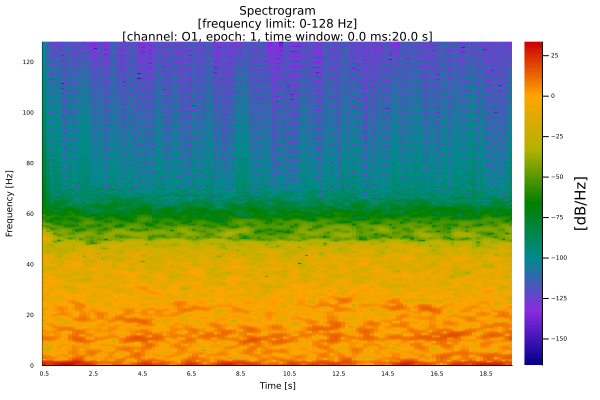 Spectrogram
[frequency limit: 0-128 Hz]
[channel: O1, epoch: 1, time window: 0.0 ms:20.0 s]
120
100
80
60
40
20
0
Frequency [Hz]
0.5 2.5 4.5 6.5 8.5 10.5 12.5 14.5 16.5 18.5
Time [s]
25
0
−25
−50
−75
−100
−125
−150
[dB/Hz]